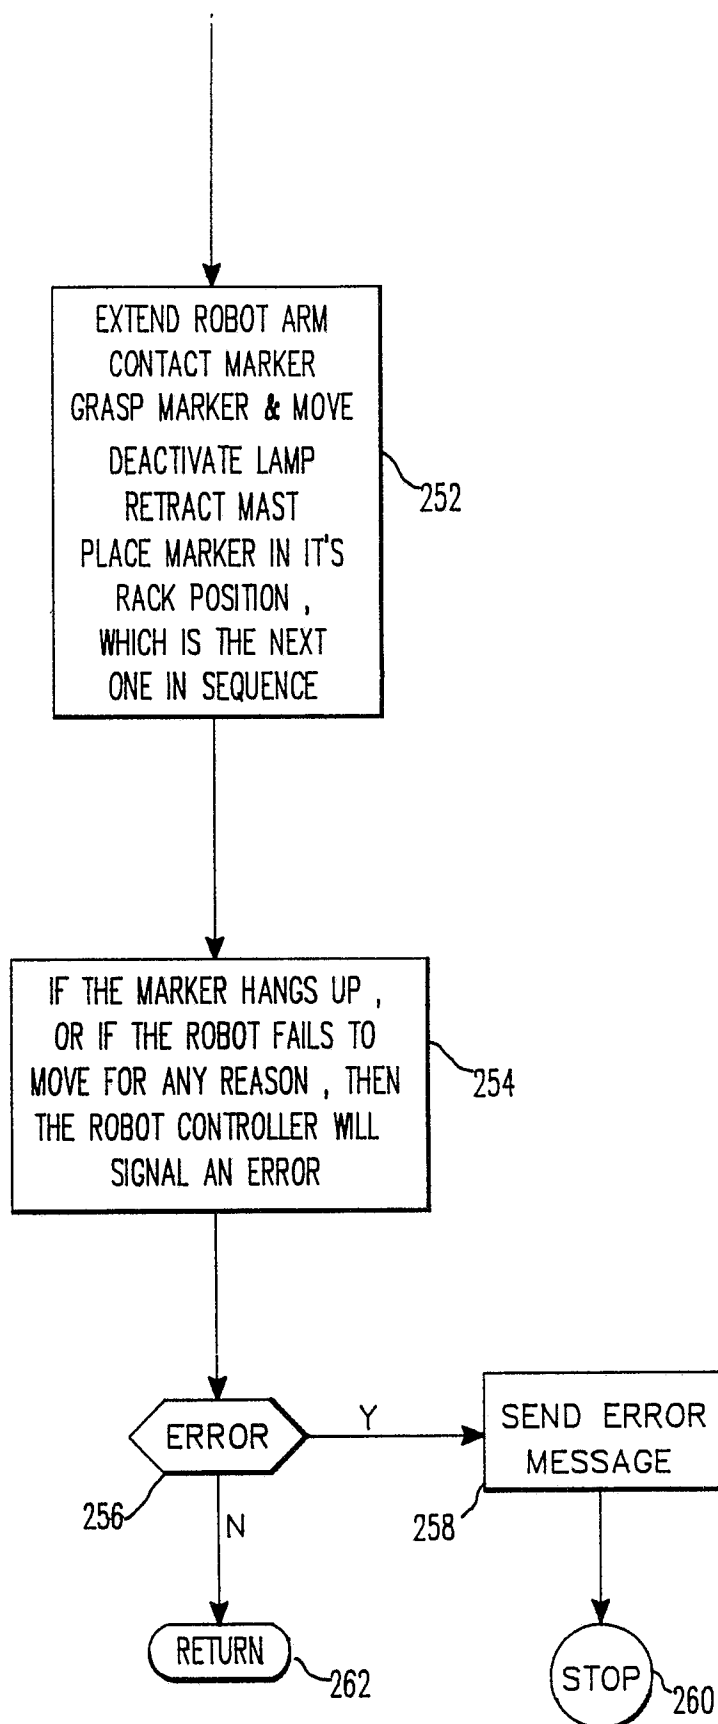 EXTEND ROBOT ARM
CONTACT MARKER
GRASP MARKER & MOVE
DEACTIVATE LAMP
RETRACT MAST
PLACE MARKER IN IT'S
RACK POSITION ,
WHICH IS THE NEXT
ONE IN SEQUENCE
252
IF THE MARKER HANGS UP ,
OR IF THE ROBOT FAILS TO
MOVE FOR ANY REASON , THEN
THE ROBOT CONTROLLER WILL
SIGNAL AN ERROR
254
ERROR
256
Y
SEND ERROR
MESSAGE
258
N
RETURN
262
STOP
260